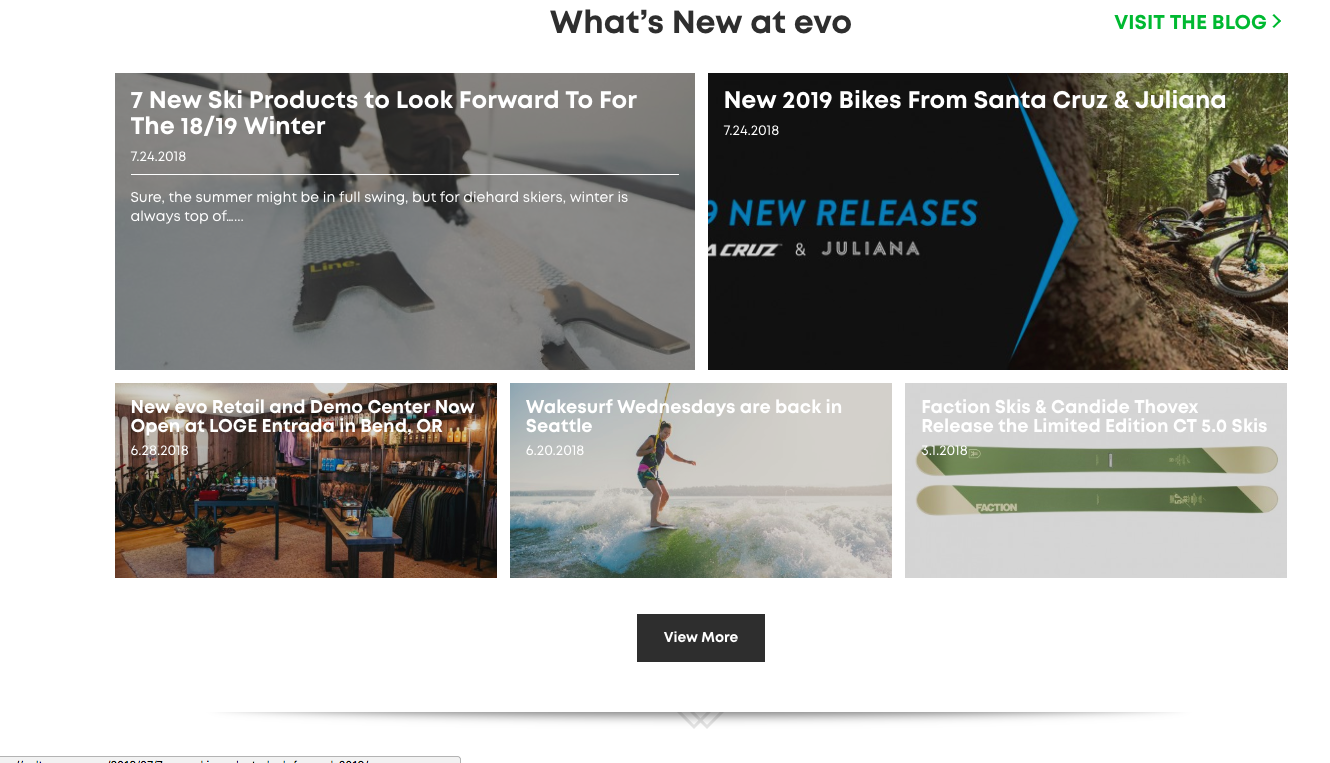 What's New at evo
VISIT THE BLOG >
7 New Ski Products to Look Forward To For
The 18/19 Winter
7.24.2018
Sure, the summer might be in full swing, but for diehard skiers, winter is
always top of......
Line.
New 2019 Bikes From Santa Cruz & Juliana
7.24.2018
9 NEW RELEASES
A CRUZ & JULIANA
New evo Retail and Demo Center Now
Open at LOGE Entrada in Bend, OR
6.28.2018
Wakesurf Wednesdays are back in
Seattle
6.20.2018
Faction Skis & Candide Thovex
Release the Limited Edition CT 5.0 Skis
3.1.2018
FACTION
View More